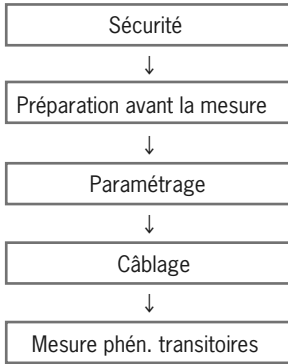 Sécurité
↓
Préparation avant la mesure
↓
Paramétrage
↓
Câblage
↓
Mesure phén. transitoires